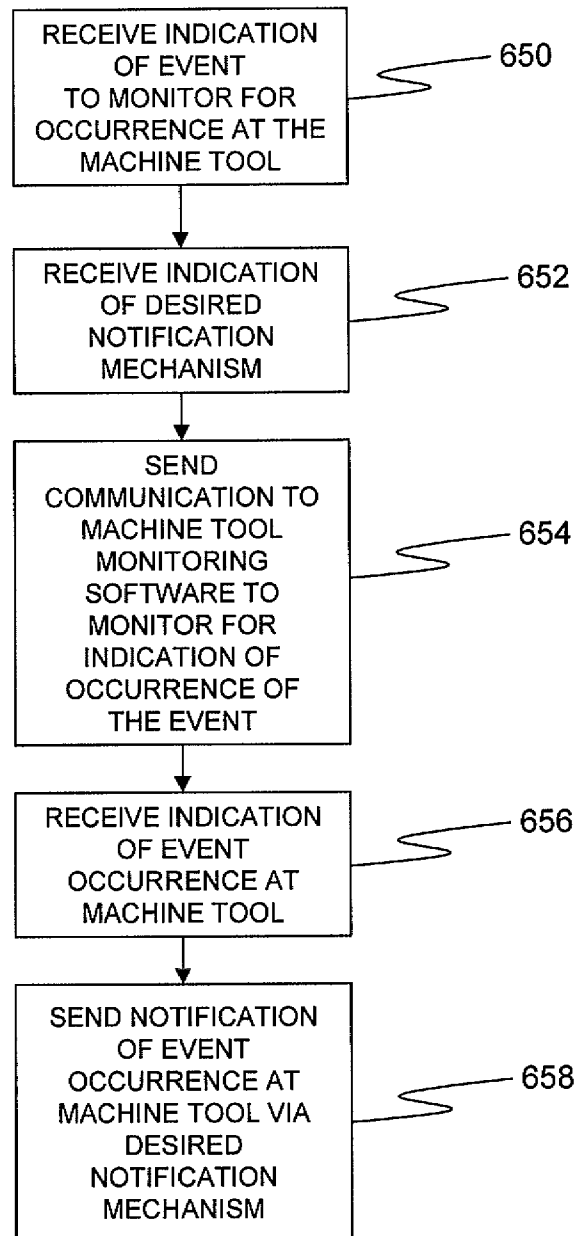 RECEIVE INDICATION
OF EVENT
TO MONITOR FOR
OCCURRENCE AT THE
MACHINE TOOL
650
RECEIVE INDICATION
OF DESIRED
NOTIFICATION
MECHANISM
652
SEND
COMMUNICATION TO
MACHINE TOOL
MONITORING
SOFTWARE TO
MONITOR FOR
INDICATION OF
OCCURRENCE OF
THE EVENT
654
RECEIVE INDICATION
OF EVENT
OCCURRENCE AT
MACHINE TOOL
656
SEND NOTIFICATION
OF EVENT
OCCURRENCE AT
MACHINE TOOL VIA
DESIRED
NOTIFICATION
MECHANISM
658